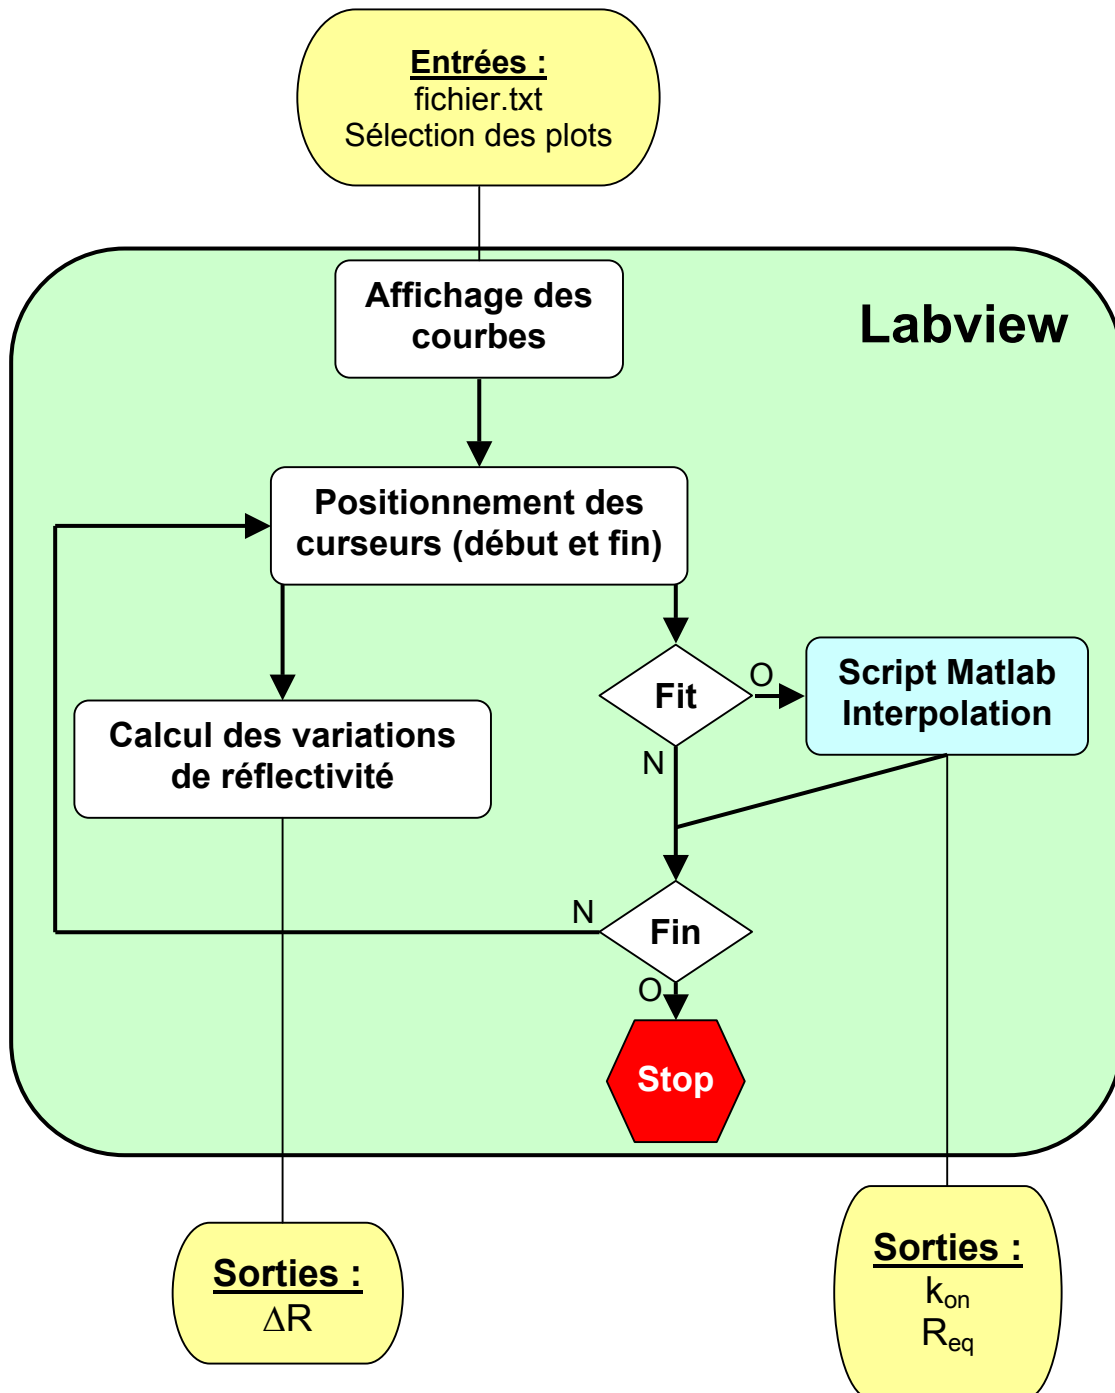 Entrées :
fichier.txt
Sélection des plots
Affichage des
courbes
Labview
Positionnement des
curseurs (début et fin)
Fit
O
Script Matlab
Interpolation
Calcul des variations
de réflectivité
N
N
Fin
O
Stop
Sorties :
ΔR
Sorties :
kon
Req